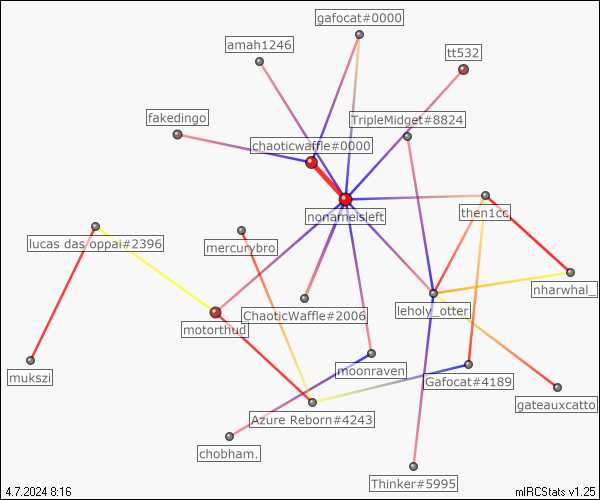 gafocat#0000
amah1246
tt532
fakedingo
TripleMidget#8824
chaoticwaffle#0000
nonameisleft
then1cc
lucas das oppai#2396
mercurybro
nharwhal_
ChaoticWaffle#2006
leholy_otter
motorthud
moonraven
mukszi
Gafocat#4189
gateauxcatto
Azure Reborn#4243
chobham.
Thinker#5995
4.7.2024 8:16
mIRCStats v1.25